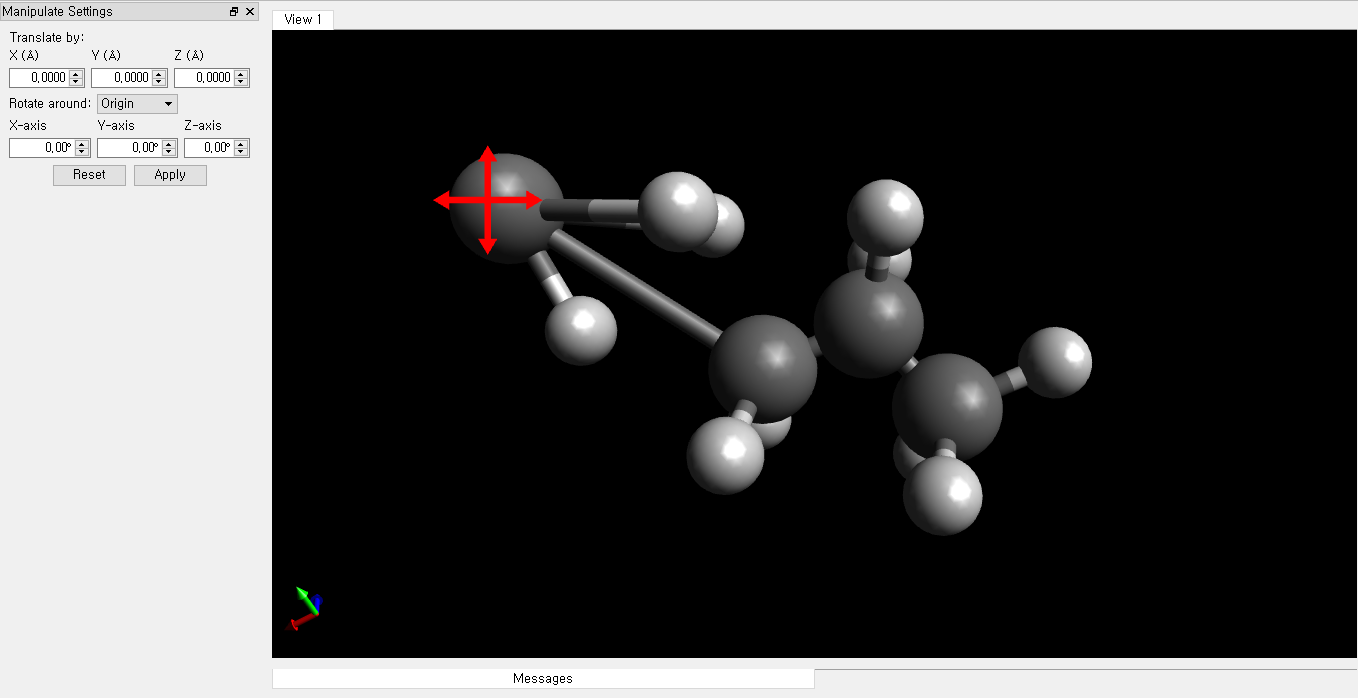 Manipulate Settings
View 1
Translate by:
X (Å) Y (Å) Z (Å)
0,0000 0,0000 0,0000
Rotate around: Origin
X-axis Y-axis Z-axis
0,00° 0,00° 0,00°
Reset Apply
Messages